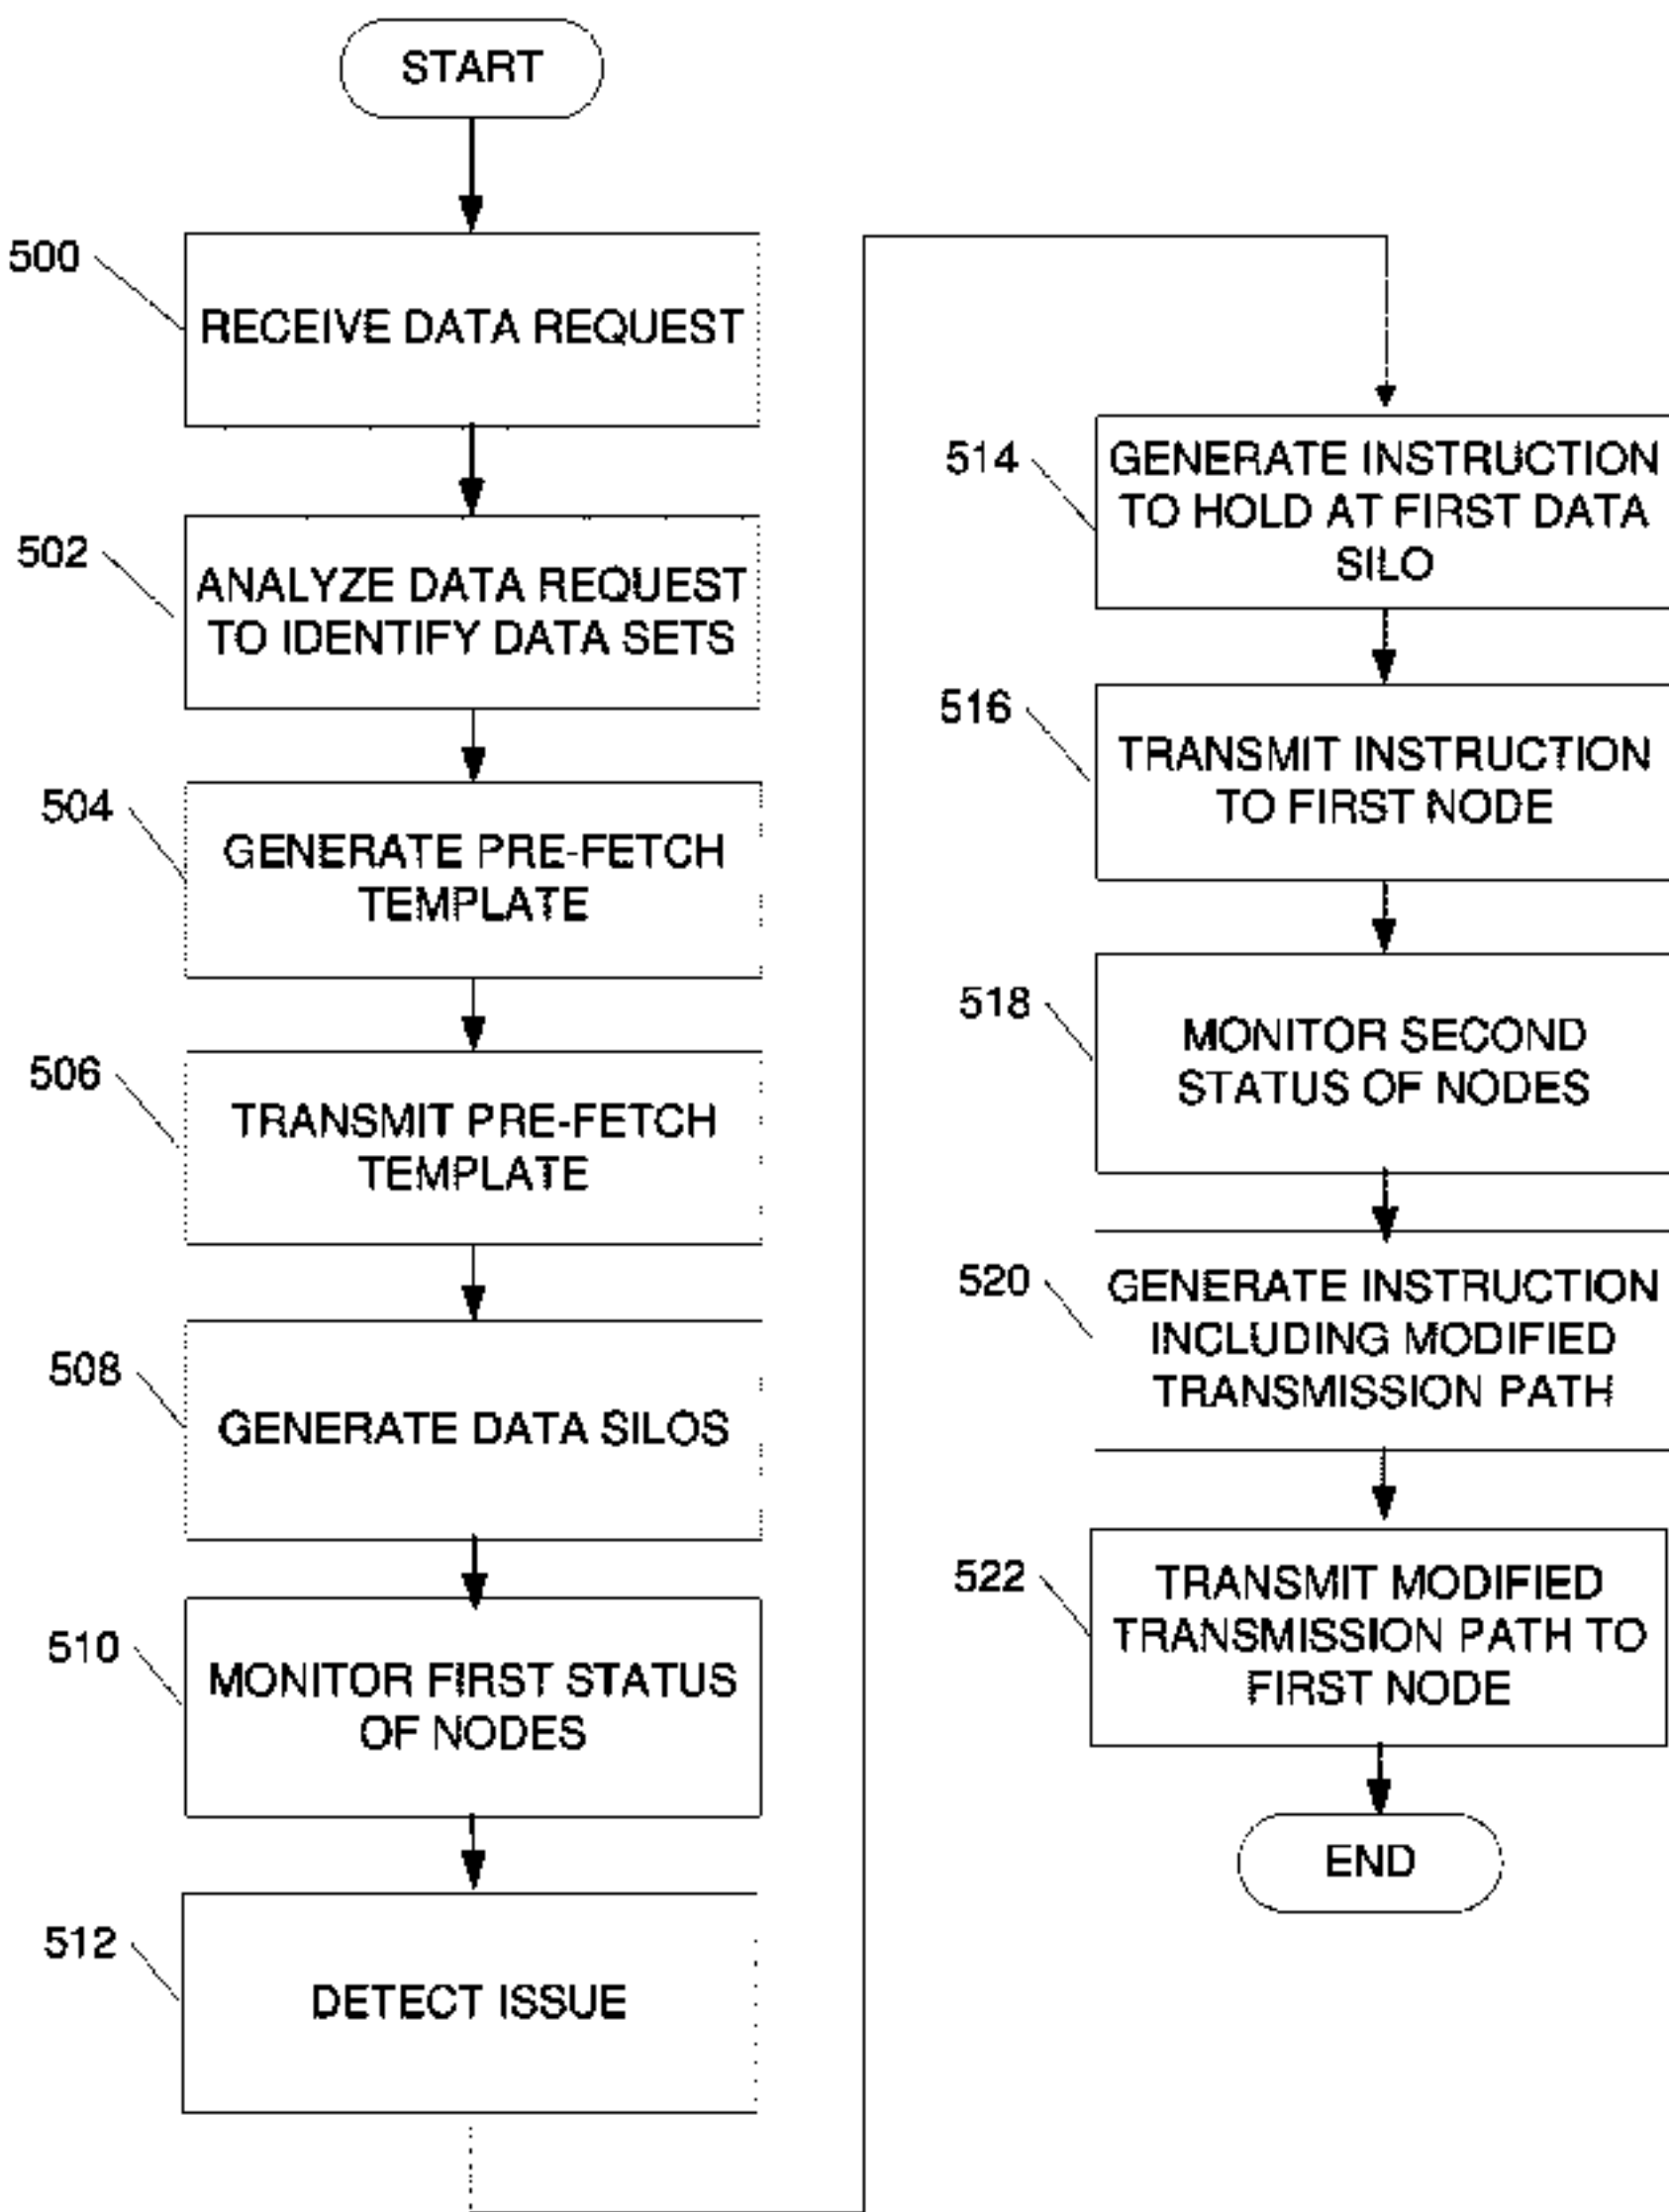 START
500
RECEIVE DATA REQUEST
502
ANALYZE DATA REQUEST
TO IDENTIFY DATA SETS
504
GENERATE PRE-FETCH
TEMPLATE
506
TRANSMIT PRE-FETCH
TEMPLATE
508
GENERATE DATA SILOS
510
MONITOR FIRST STATUS
OF NODES
512
DETECT ISSUE
514
GENERATE INSTRUCTION
TO HOLD AT FIRST DATA
SILO
516
TRANSMIT INSTRUCTION
TO FIRST NODE
518
MONITOR SECOND
STATUS OF NODES
520
GENERATE INSTRUCTION
INCLUDING MODIFIED
TRANSMISSION PATH
522
TRANSMIT MODIFIED
TRANSMISSION PATH TO
FIRST NODE
END